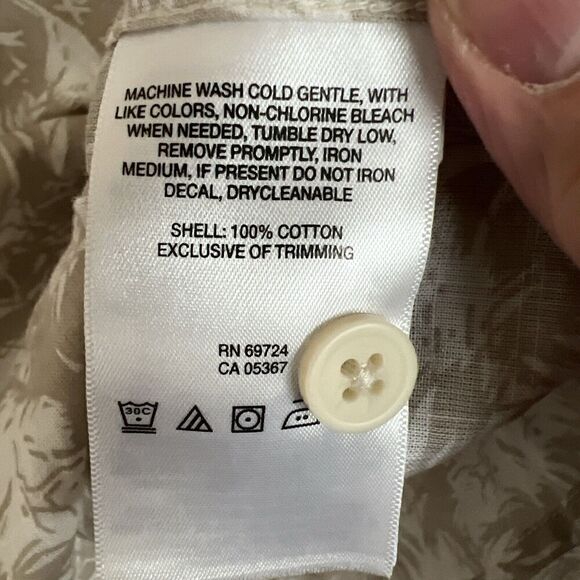 MACHINE WASH COLD GENTLE, WITH
LIKE COLORS, NON-CHLORINE BLEACH
WHEN NEEDED, TUMBLE DRY LOW,
REMOVE PROMPTLY, IRON
MEDIUM, IF PRESENT DO NOT IRON
DECAL, DRYCLEANABLE
SHELL: 100% COTTON
EXCLUSIVE OF TRIMMING
RN 69724
CA 05367
30C